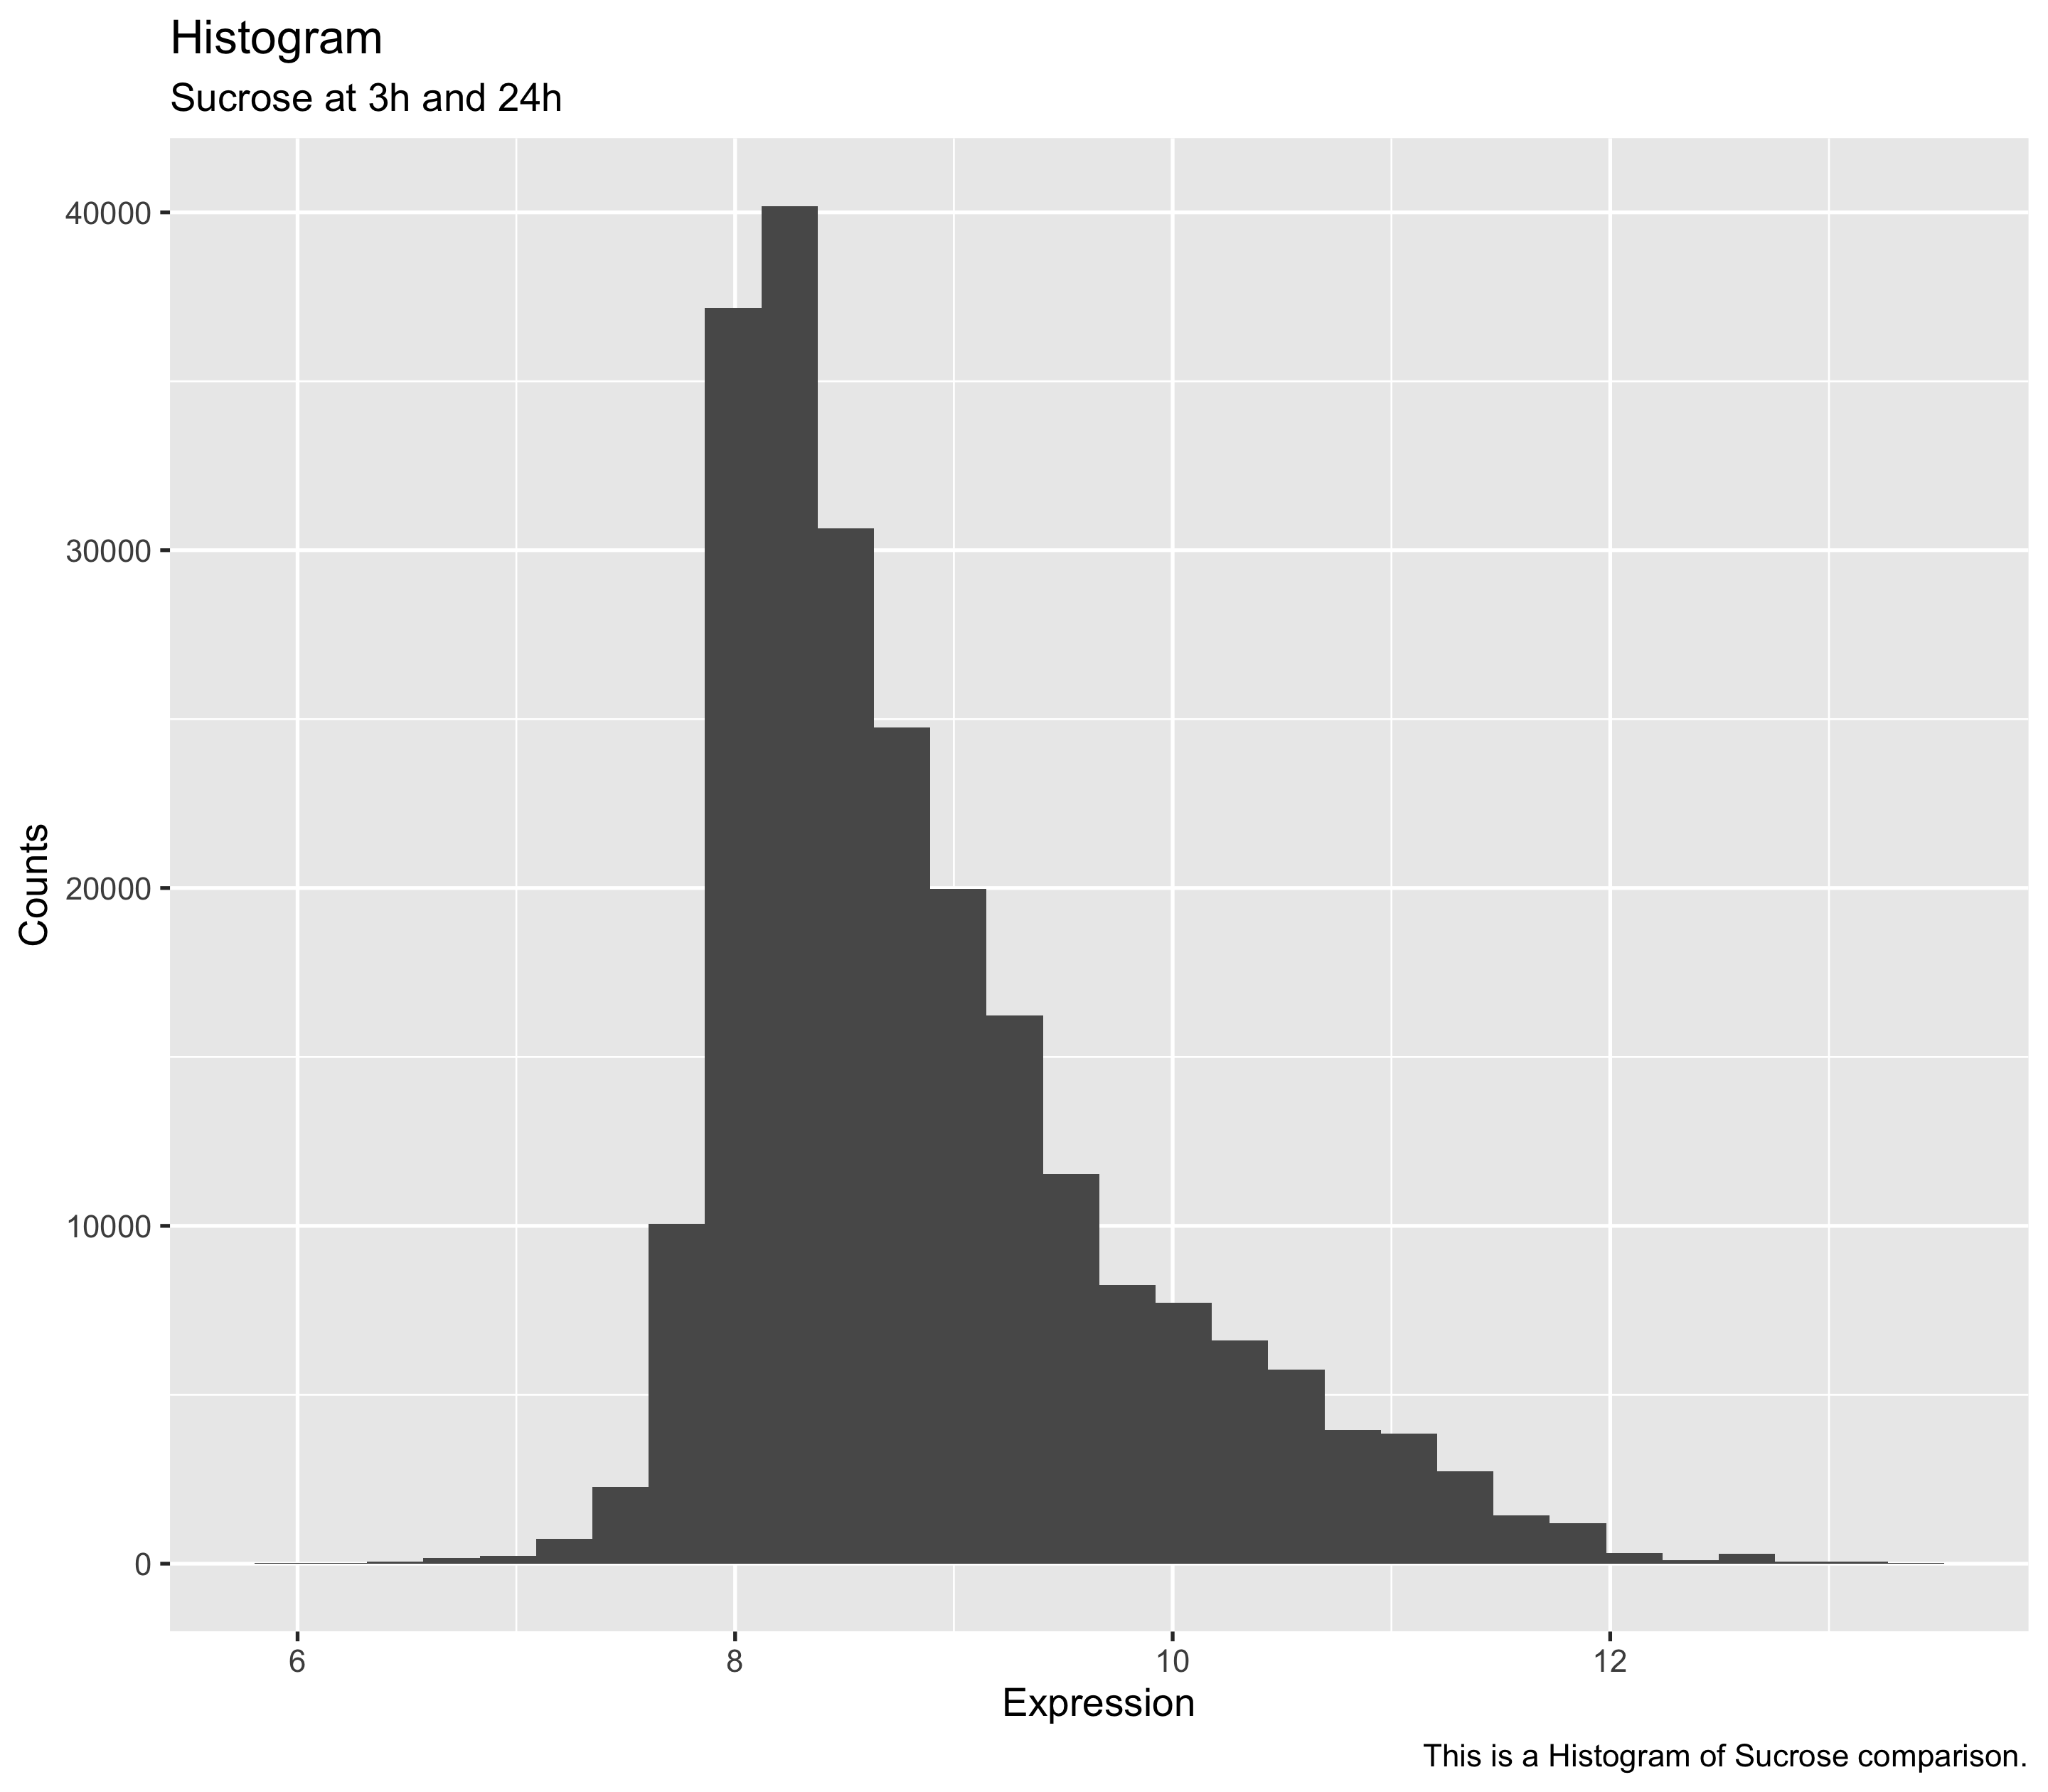 Histogram
Sucrose at 3h and 24h
40000
30000
20000
10000
0
Counts
6 8 10 12
Expression
This is a Histogram of Sucrose comparison.